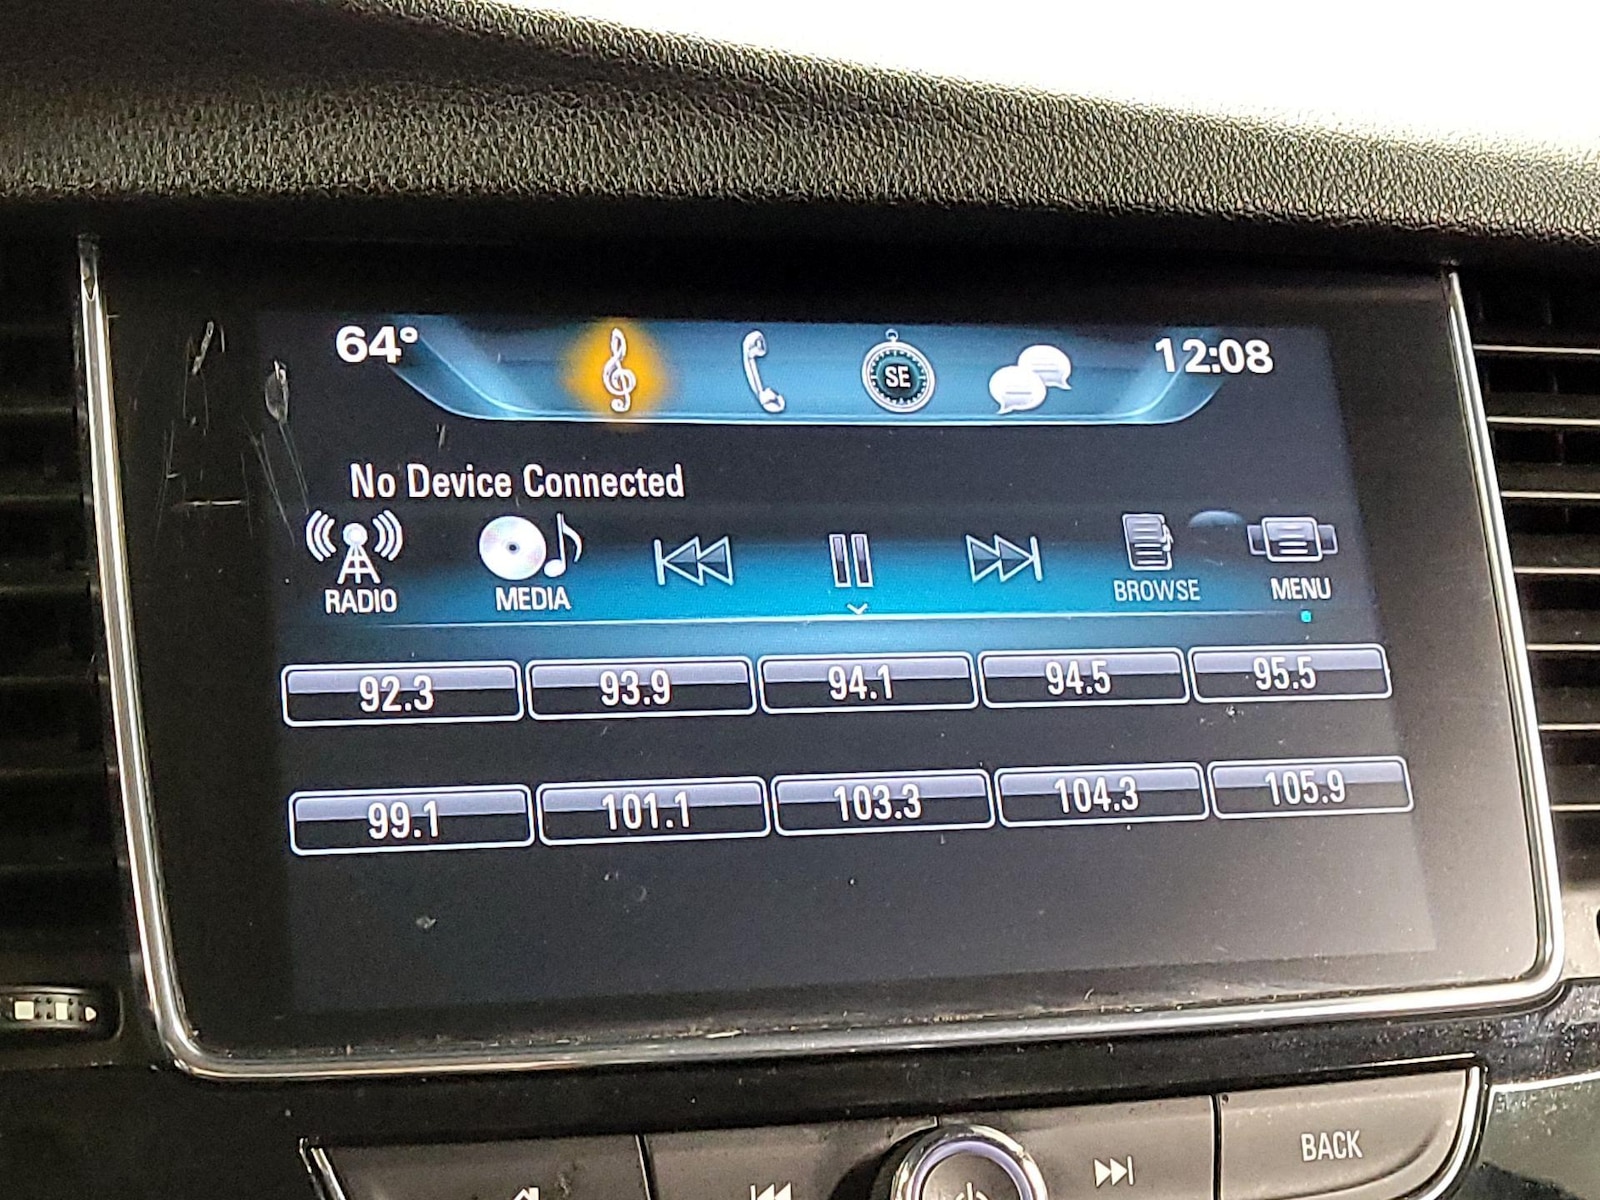 64° SE 12:08
No Device Connected
RADIO MEDIA BROWSE MENU
92.3 93.9 94.1 94.5 95.5
99.1 101.1 103.3 104.3 105.9
BACK